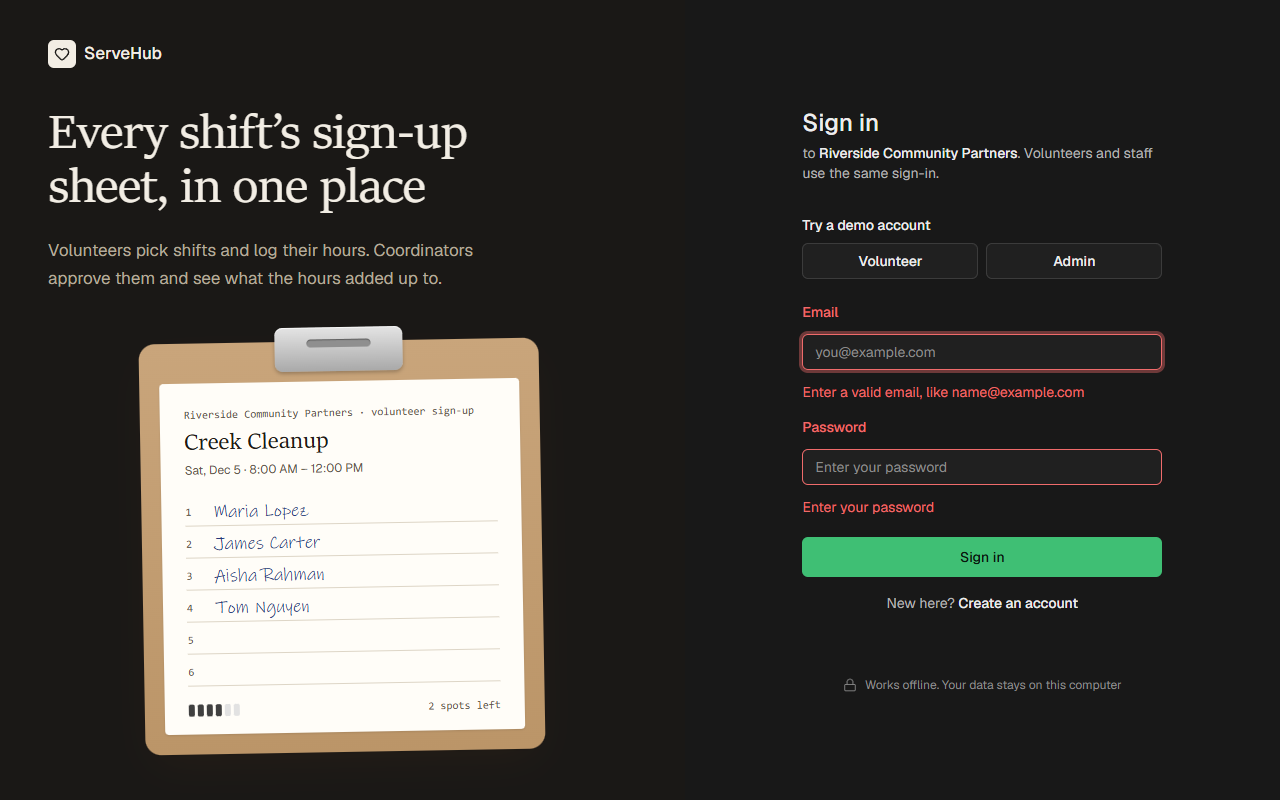 ServeHub
Every shift’s sign-up
sheet, in one place
Volunteers pick shifts and log their hours. Coordinators
approve them and see what the hours added up to.
Riverside Community Partners · volunteer sign-up
Creek Cleanup
Sat, Dec 5 · 8:00 AM – 12:00 PM
1 Maria Lopez
2 James Carter
3 Aisha Rahman
4 Tom Nguyen
5
6
2 spots left
Sign in
to Riverside Community Partners. Volunteers and staff
use the same sign-in.
Try a demo account
Volunteer Admin
Email
you@example.com
Enter a valid email, like name@example.com
Password
Enter your password
Enter your password
Sign in
New here? Create an account
Works offline. Your data stays on this computer